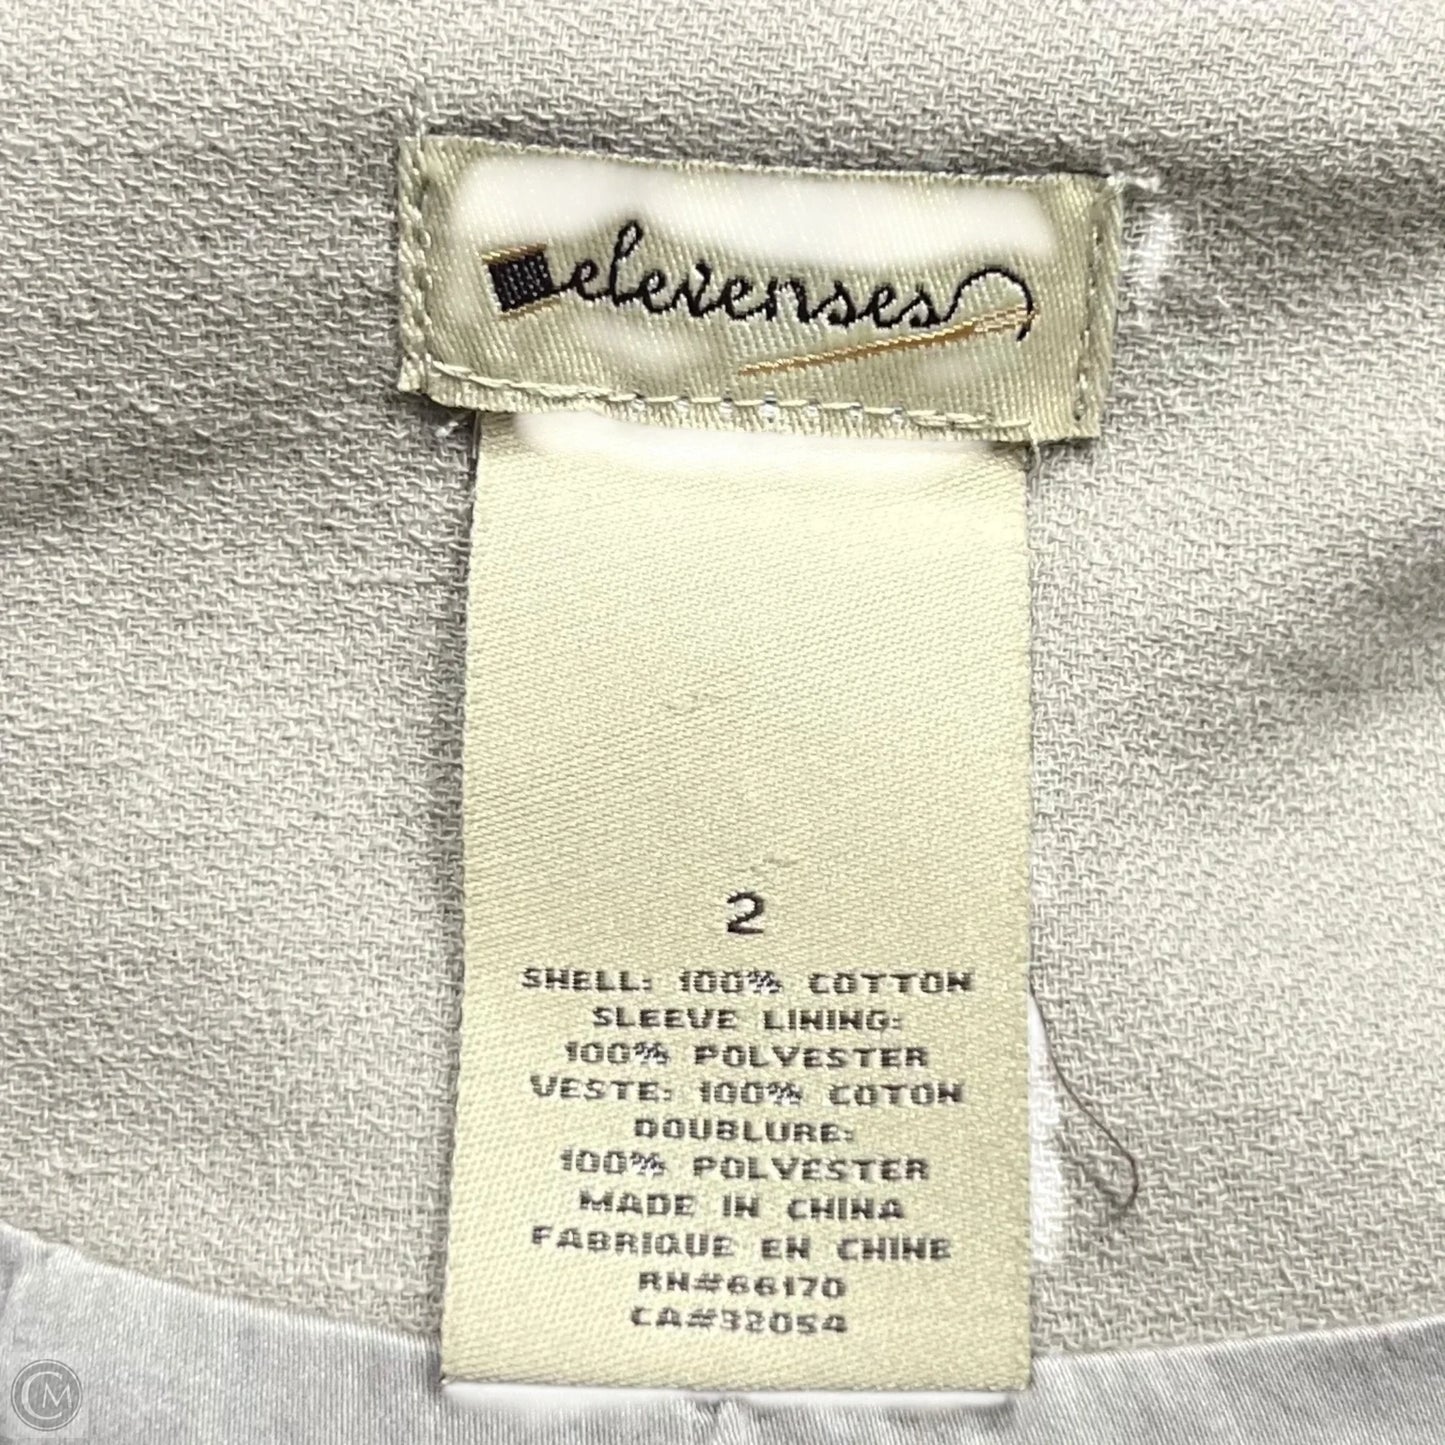 elevenses
2
SHELL: 100% COTTON
SLEEVE LINING:
100% POLYESTER
VESTE: 100% COTON
DOUBLURE:
100% POLYESTER
MADE IN CHINA
FABRIQUE EN CHINE
RN#66170
CA#32054
CM